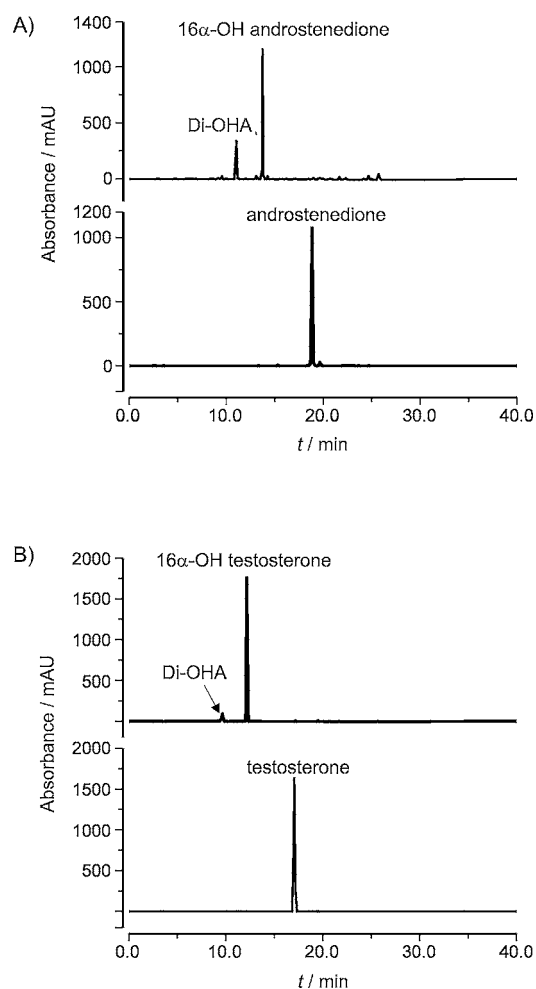 A)
1400
16α-OH androstenedione
1000
Absorbance / mAU
500
Di-OHA
0
1200
androstenedione
1000
500
0
0.0 10.0 20.0 30.0 40.0
t / min
B)
2000
16α-OH testosterone
1500
Absorbance / mAU
1000
Di-OHA
500
2000
testosterone
1500
1000
500
0.0 10.0 20.0 30.0 40.0
t / min